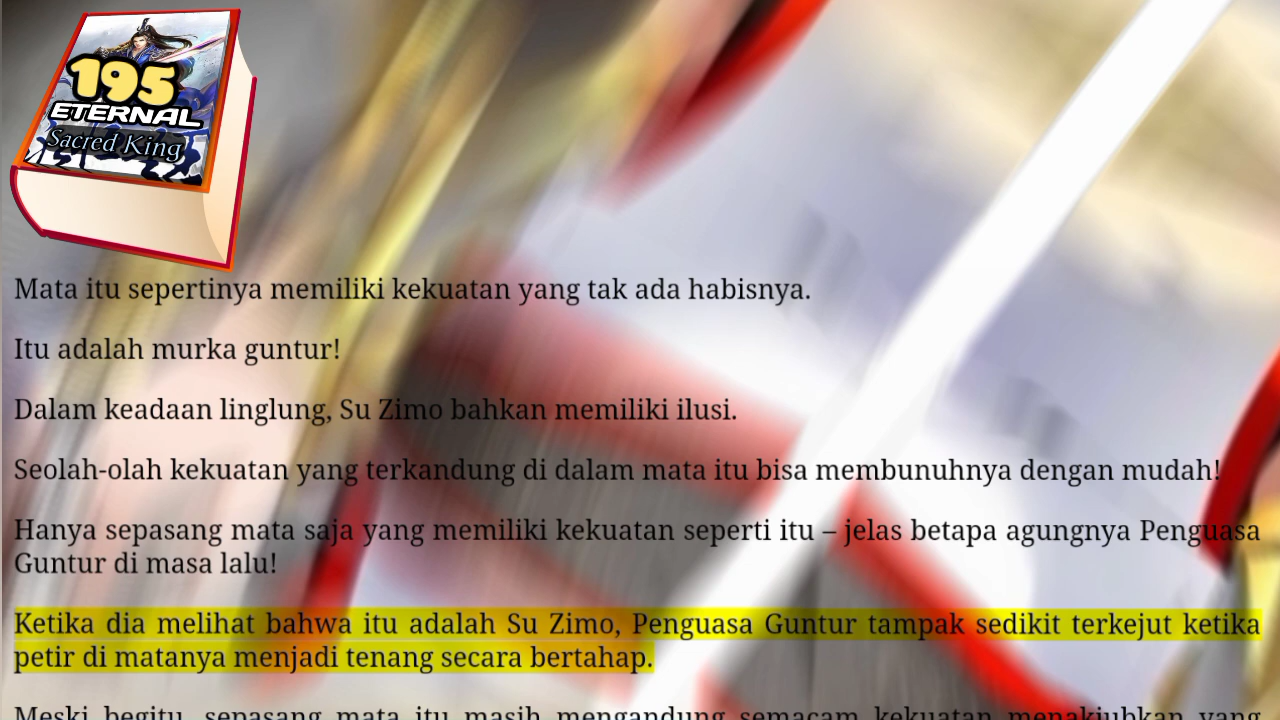 195
ETERNAL
Sacred King
Mata itu sepertinya memiliki kekuatan yang tak ada habisnya.
Itu adalah murka guntur!
Dalam keadaan linglung, Su Zimo bahkan memiliki ilusi.
Seolah-olah kekuatan yang terkandung di dalam mata itu bisa membunuhnya dengan mudah!
Hanya sepasang mata saja yang memiliki kekuatan seperti itu – jelas betapa agungnya Penguasa
Guntur di masa lalu!
Ketika dia melihat bahwa itu adalah Su Zimo, Penguasa Guntur tampak sedikit terkejut ketika
petir di matanya menjadi tenang secara bertahap.
Meski begitu, sepasang mata itu masih mengandung semacam kekuatan menakjubkan yang